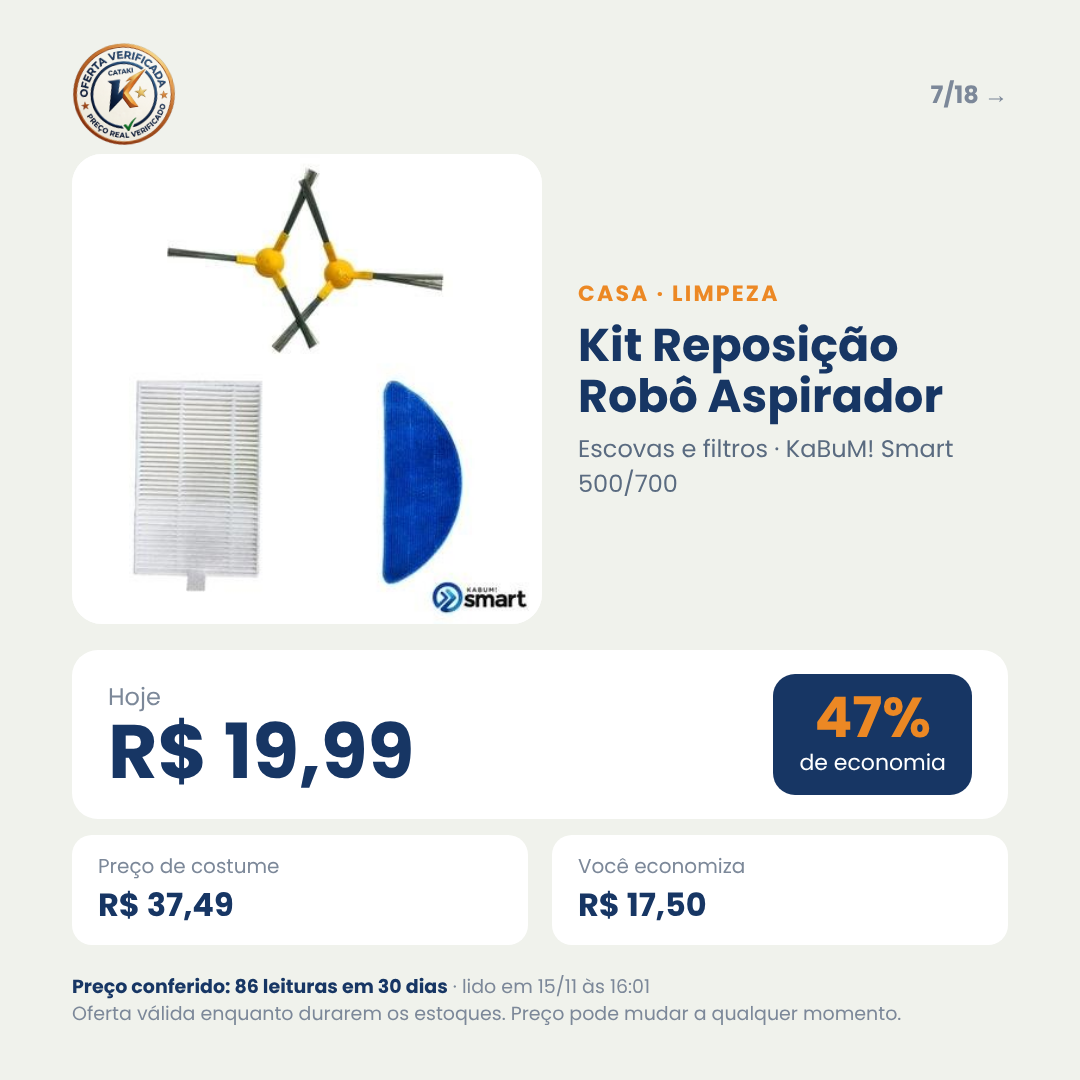 OFERTA VERIFICADA
CATAKI
K
PREÇO REAL VERIFICADO
7/18 →
KABUM!
smart
CASA · LIMPEZA
Kit Reposição
Robô Aspirador
Escovas e filtros · KaBuM! Smart
500/700
Hoje
R$ 19,99
47%
de economia
Preço de costume
R$ 37,49
Você economiza
R$ 17,50
Preço conferido: 86 leituras em 30 dias · lido em 15/11 às 16:01
Oferta válida enquanto durarem os estoques. Preço pode mudar a qualquer momento.